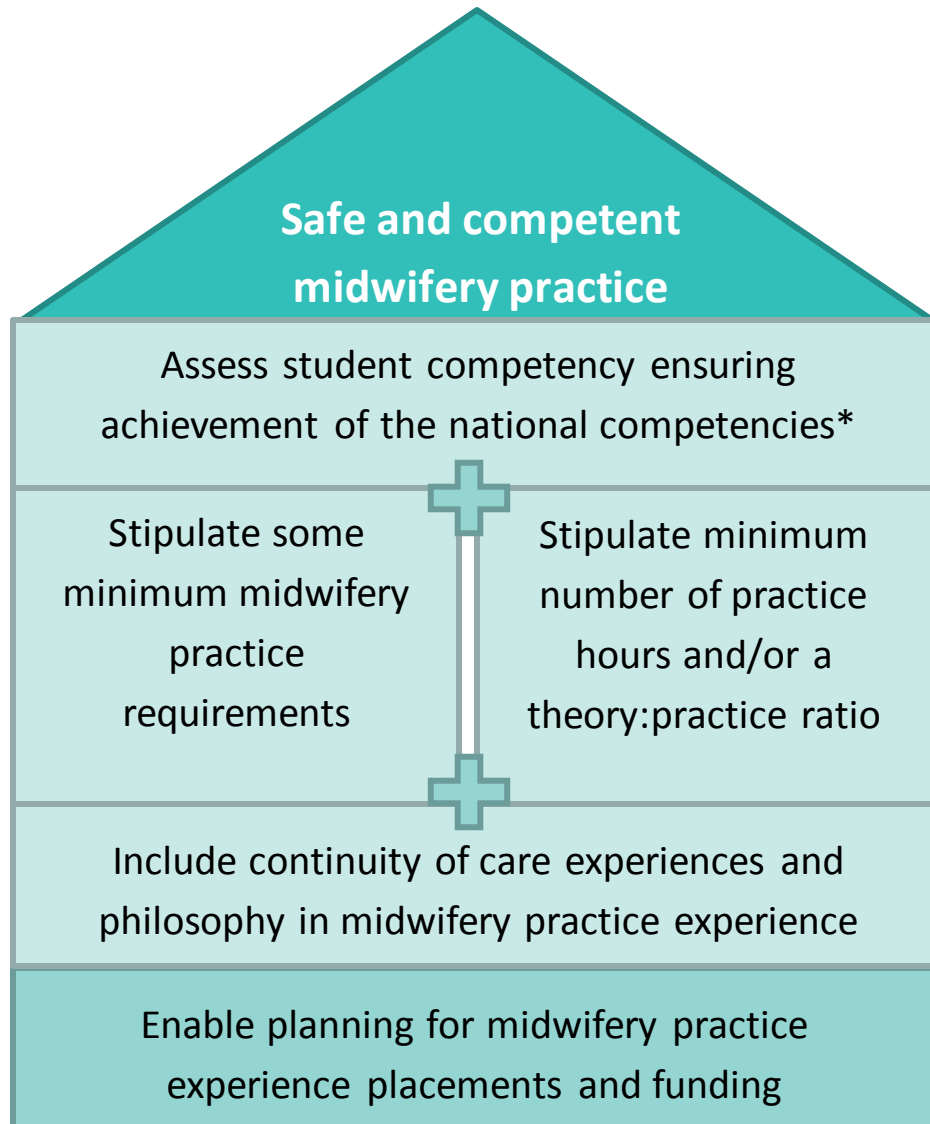 Safe and competent
midwifery practice
Assess student competency ensuring
achievement of the national competencies*
Stipulate some
minimum midwifery
practice
requirements
Stipulate minimum
number of practice
hours and/or a
theory:practice ratio
Include continuity of care experiences and
philosophy in midwifery practice experience
Enable planning for midwifery practice
experience placements and funding